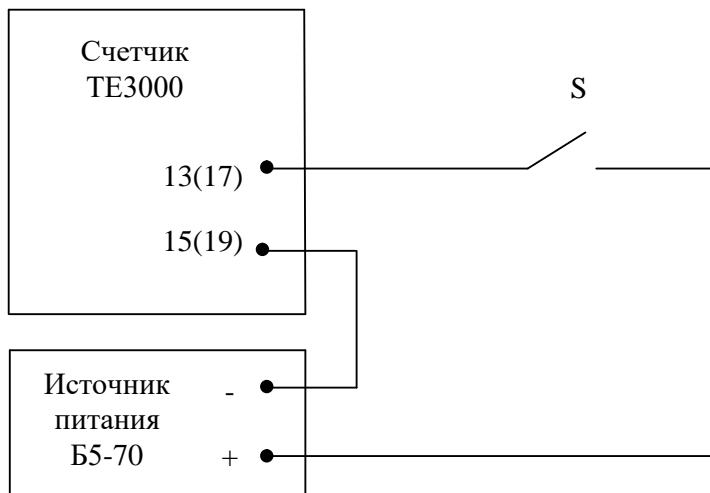 Счетчик
ТЕ3000
S
13(17)
15(19)
Источник
питания
Б5-70
-
+